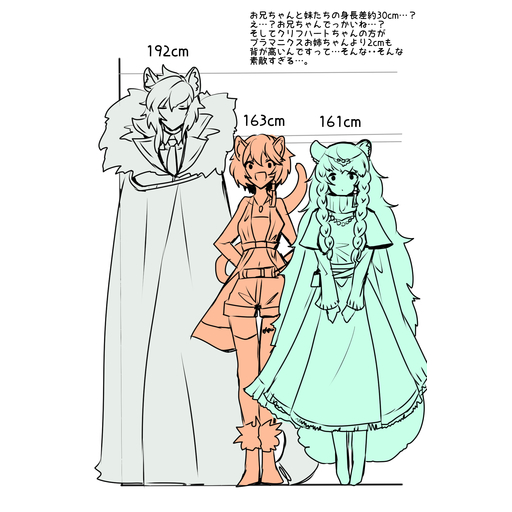 お兄ちゃんと妹たちの身長差約30cm…?
え…?お兄ちゃんでっかいね…?
そしてクリフハートちゃんの方が
プラマニクスお姉ちゃんより2cmも
背が高いんですって…そんな・・そんな
素敵すぎる…。
192cm
163cm
161cm